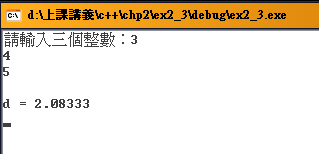 d:\上課講義\c++\chp2\ex2_3\debug\ex2_3.exe
請輸入三個整數：3
4
5
d = 2.08333